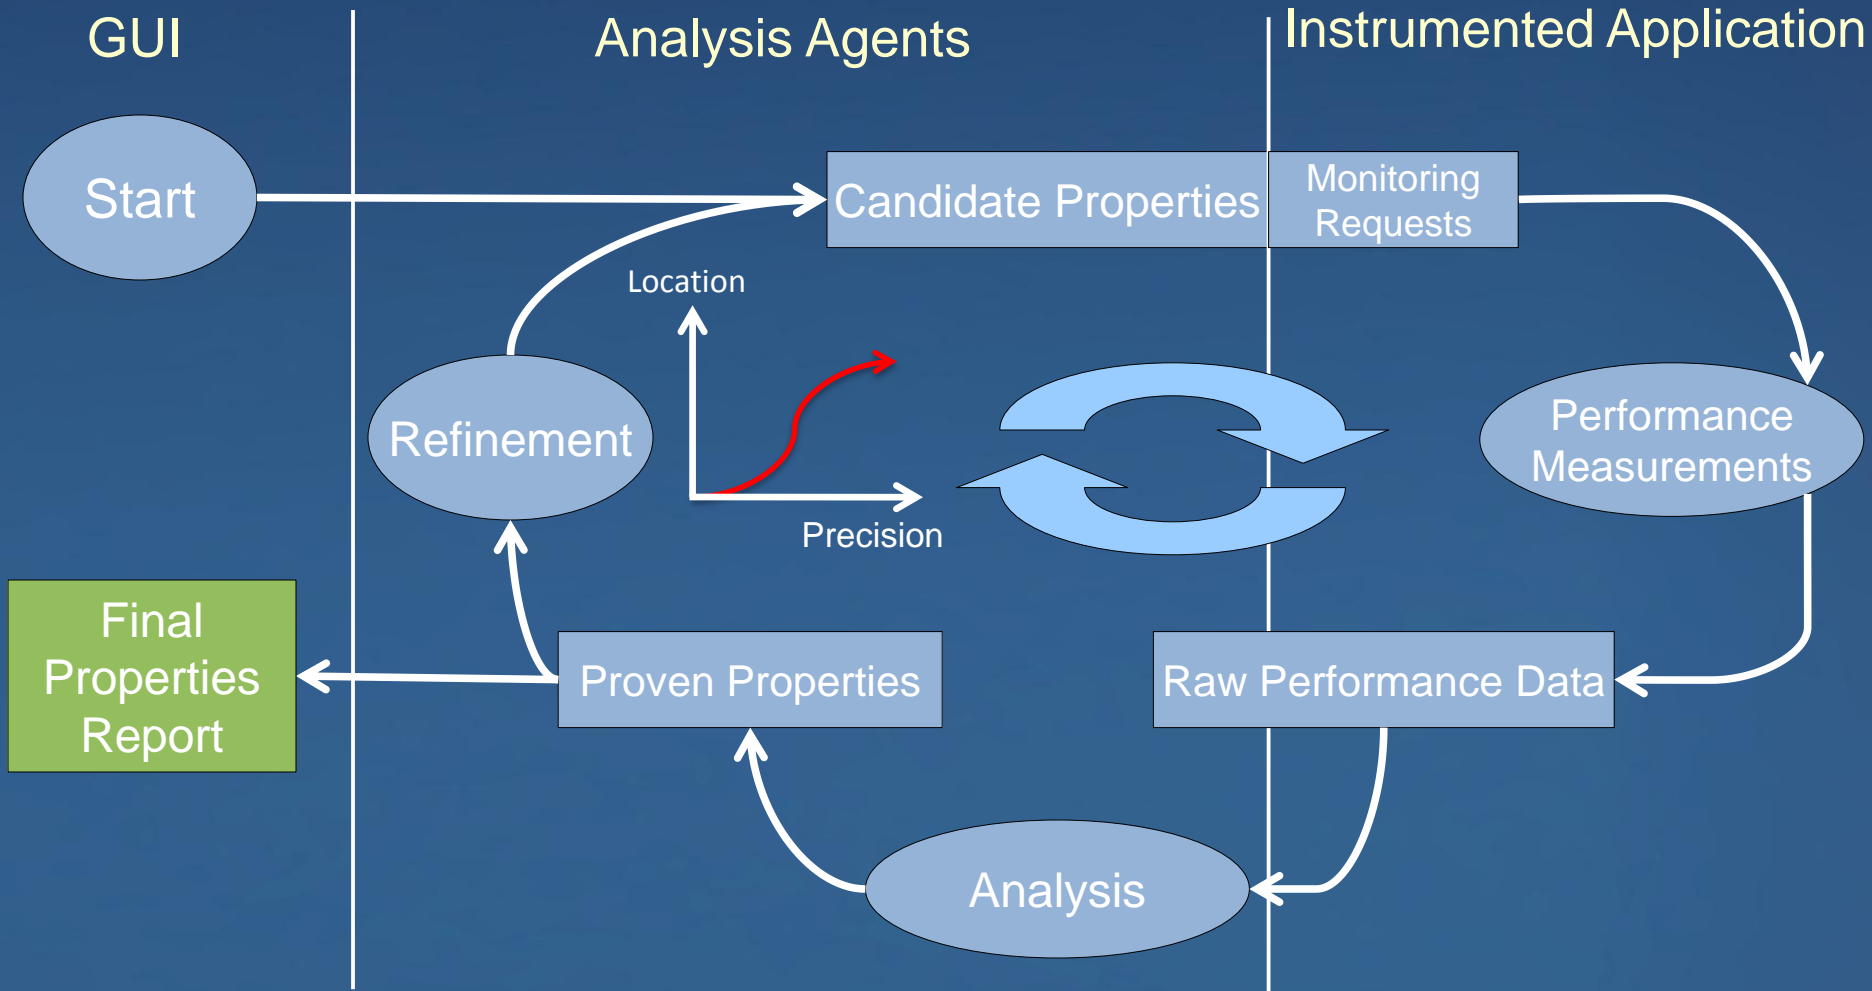 GUI
Analysis Agents
Instrumented Application
Start
Candidate Properties
Monitoring
Requests
Location
Refinement
Precision
Performance
Measurements
Final
Properties
Report
Proven Properties
Raw Performance Data
Analysis